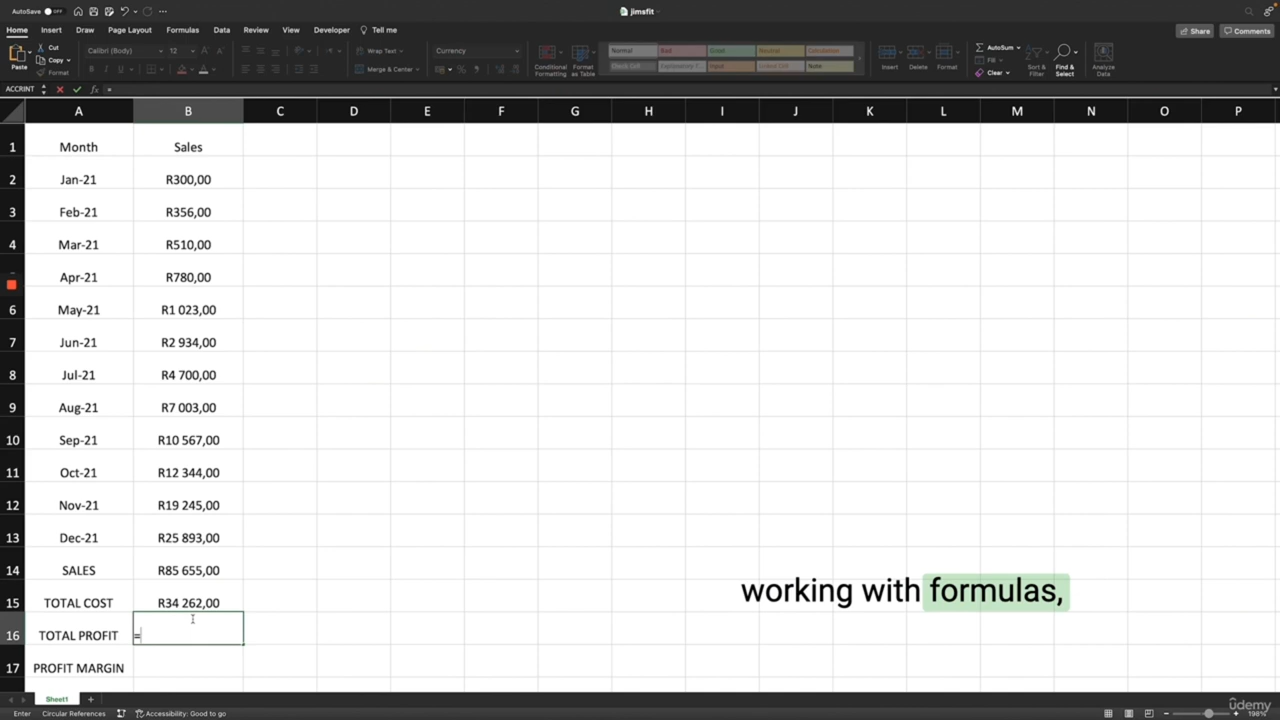 AutoSave OFF
jimsfit
Home Insert Draw Page Layout Formulas Data Review View Developer Tell me
Share Comments
Paste
Cut
Copy
Format
Calibri (Body) 12
Wrap Text
Merge & Center
Currency
Conditional Formatting
Format as Table
Normal Bad Good Neutral Calculation
Check Cell Explanatory T... Input Linked Cell Note
Insert Delete Format
AutoSum
Fill
Clear
Sort & Filter
Find & Select
Analyze Data
ACCRINT fx =
A B C D E F G H I J K L M N O P
1 Month Sales
2 Jan-21 R300,00
3 Feb-21 R356,00
4 Mar-21 R510,00
Apr-21 R780,00
6 May-21 R1 023,00
7 Jun-21 R2 934,00
8 Jul-21 R4 700,00
9 Aug-21 R7 003,00
10 Sep-21 R10 567,00
11 Oct-21 R12 344,00
12 Nov-21 R19 245,00
13 Dec-21 R25 893,00
14 SALES R85 655,00
15 TOTAL COST R34 262,00
16 TOTAL PROFIT =
17 PROFIT MARGIN
working with formulas,
Sheet1
Enter Circular References Accessibility: Good to go
198%
udemy